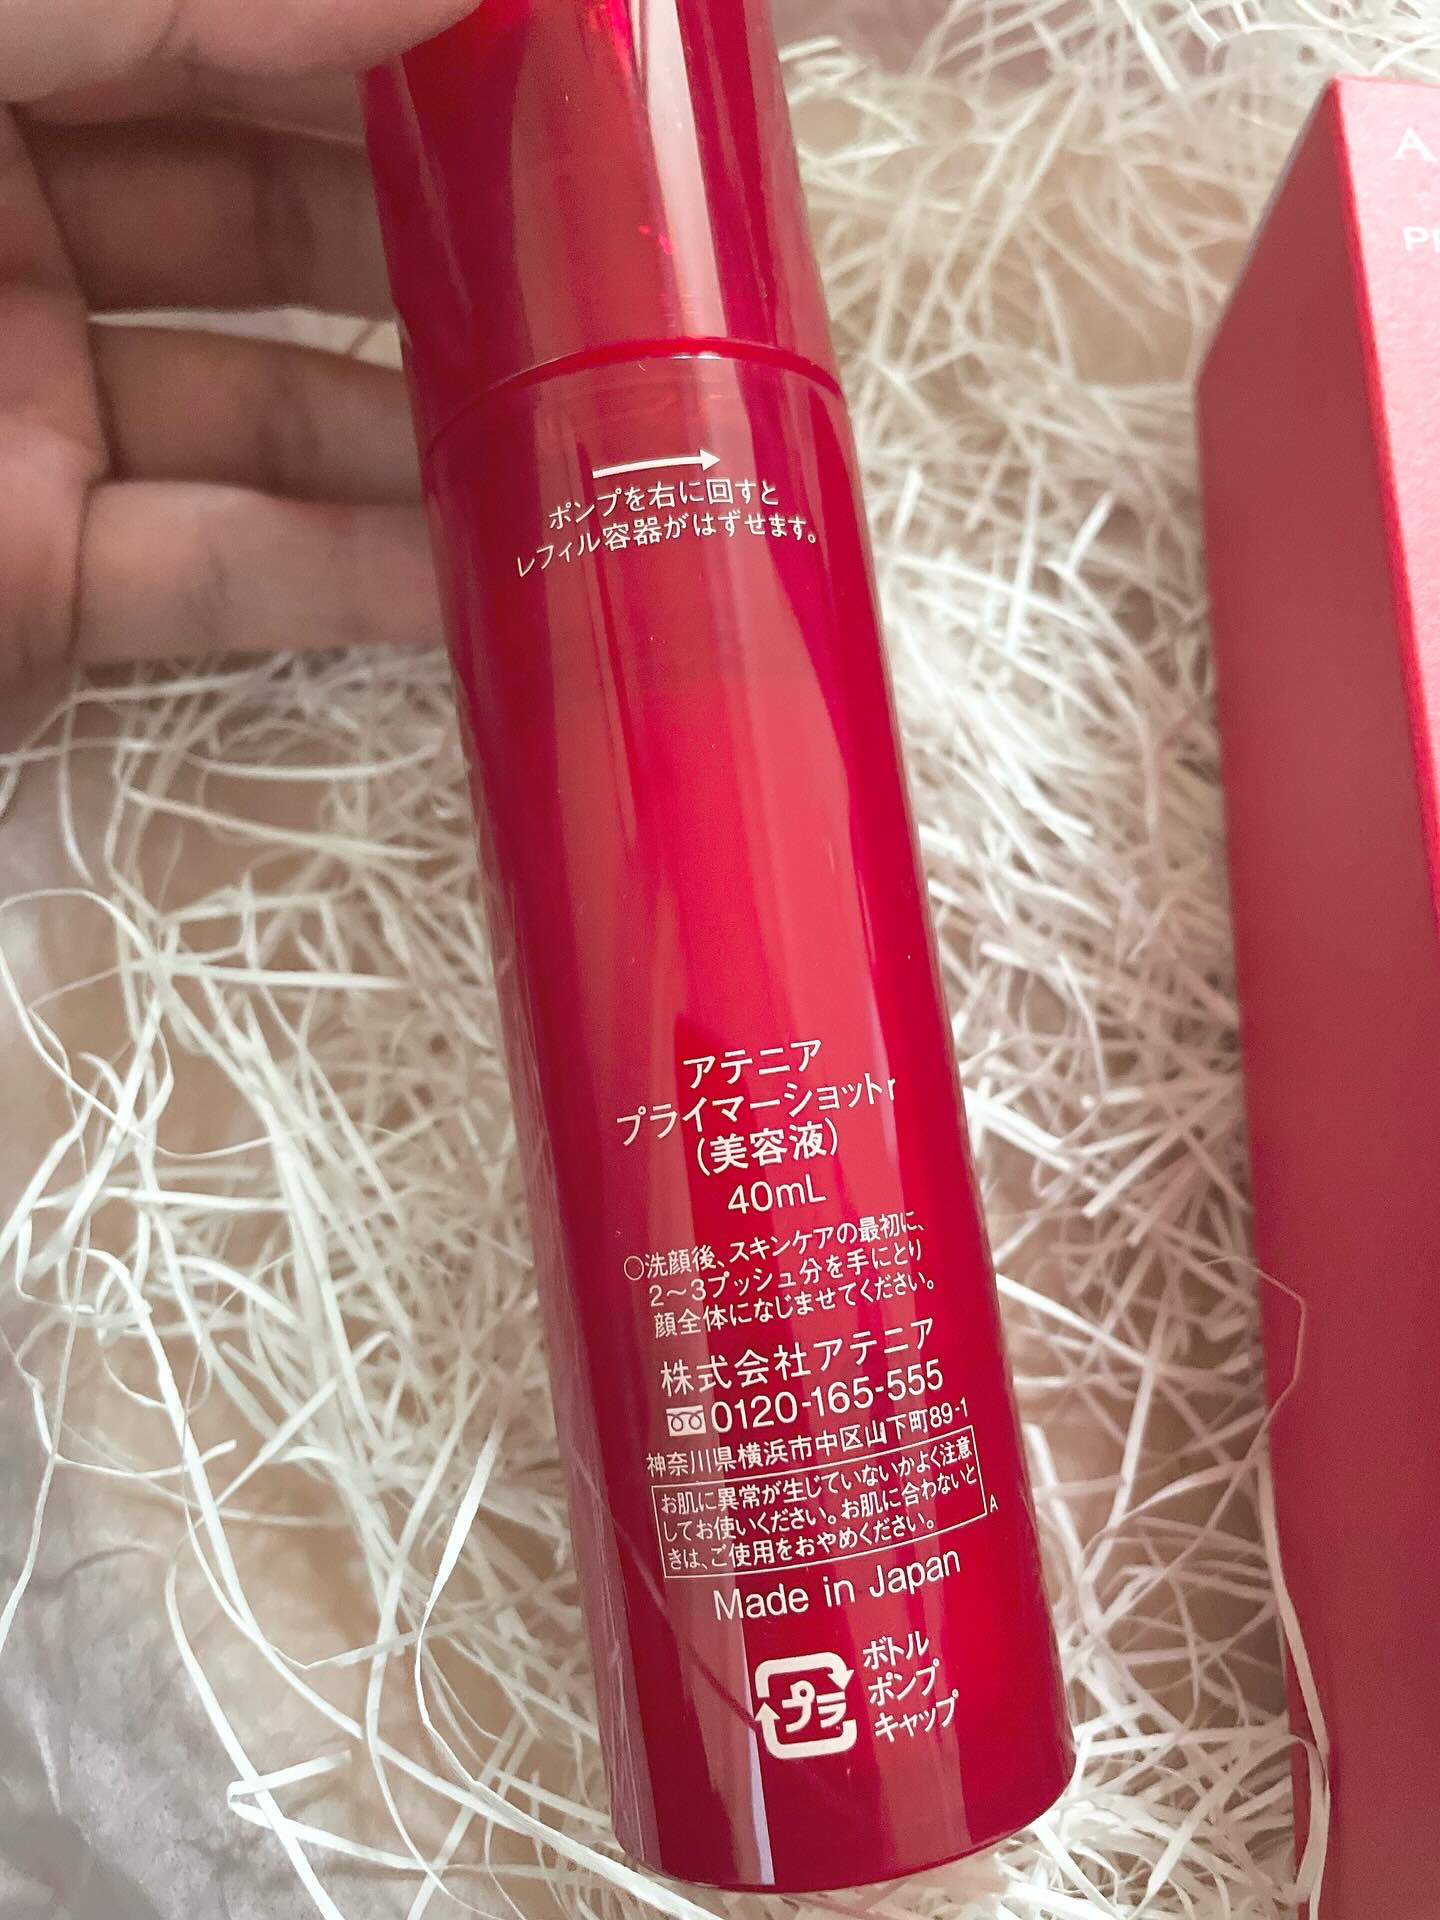 ポンプを右に回すと
レフィル容器がはずせます。
アテニア
プライマーショットr
(美容液)
40mL
○洗顔後、スキンケアの最初に、
2〜3プッシュ分を手にとり
顔全体になじませてください。
株式会社アテニア
0120-165-555
神奈川県横浜市中区山下町89-1
お肌に異常が生じていないかよく注意
してお使いください。お肌に合わないと
きは、ご使用をおやめください。
A
Made in Japan
プラ
ボトル
ポンプ
キャップ